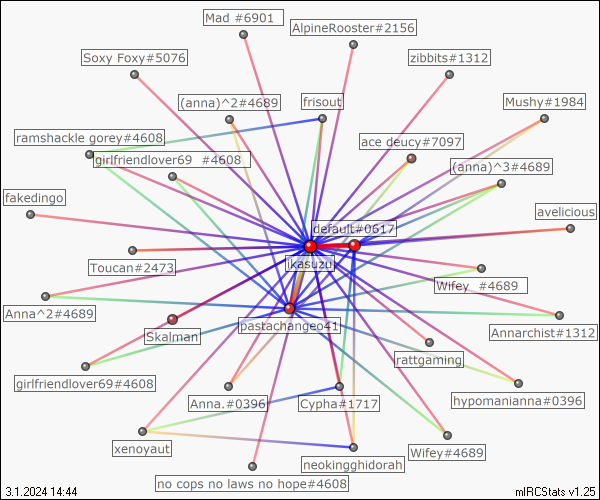 Mad #6901
AlpineRooster#2156
Soxy Foxy#5076
zibbits#1312
(anna)^2#4689
frisout
Mushy#1984
ramshackle gorey#4608
ace deucy#7097
girlfriendlover69 #4608
(anna)^3#4689
fakedingo
avelicious
default#0617
ikasuzu
Toucan#2473
Wifey #4689
Anna^2#4689
pastachangeo41
Annarchist#1312
Skalman
rattgaming
girlfriendlover69#4608
hypomanianna#0396
Anna.#0396
Cypha#1717
xenoyaut
Wifey#4689
neokingghidorah
no cops no laws no hope#4608
3.1.2024 14:44
mIRCStats v1.25